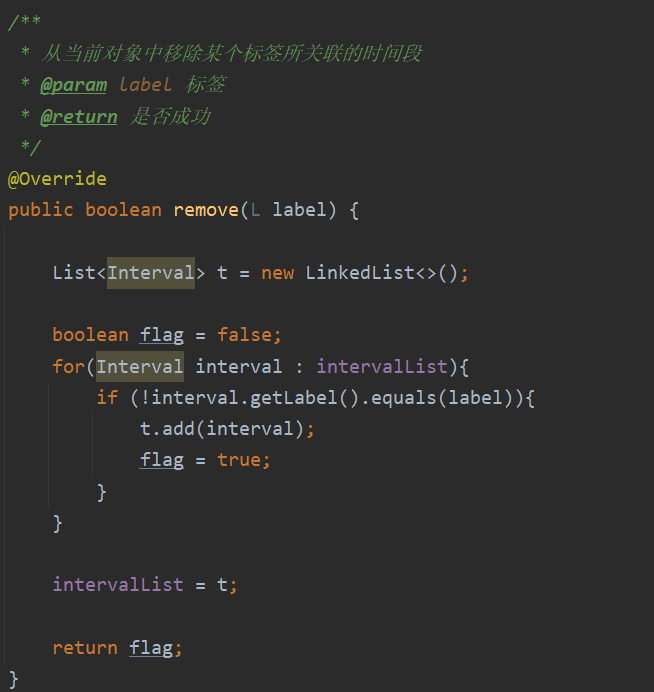 /**
 * 从当前对象中移除某个标签所关联的时间段
 * @param label 标签
 * @return 是否成功
 */
@Override
public boolean remove(L label) {
    List<Interval> t = new LinkedList<>();
    boolean flag = false;
    for(Interval interval : intervalList){
        if (!interval.getLabel().equals(label)){
            t.add(interval);
            flag = true;
        }
    }
    intervalList = t;
    return flag;
}